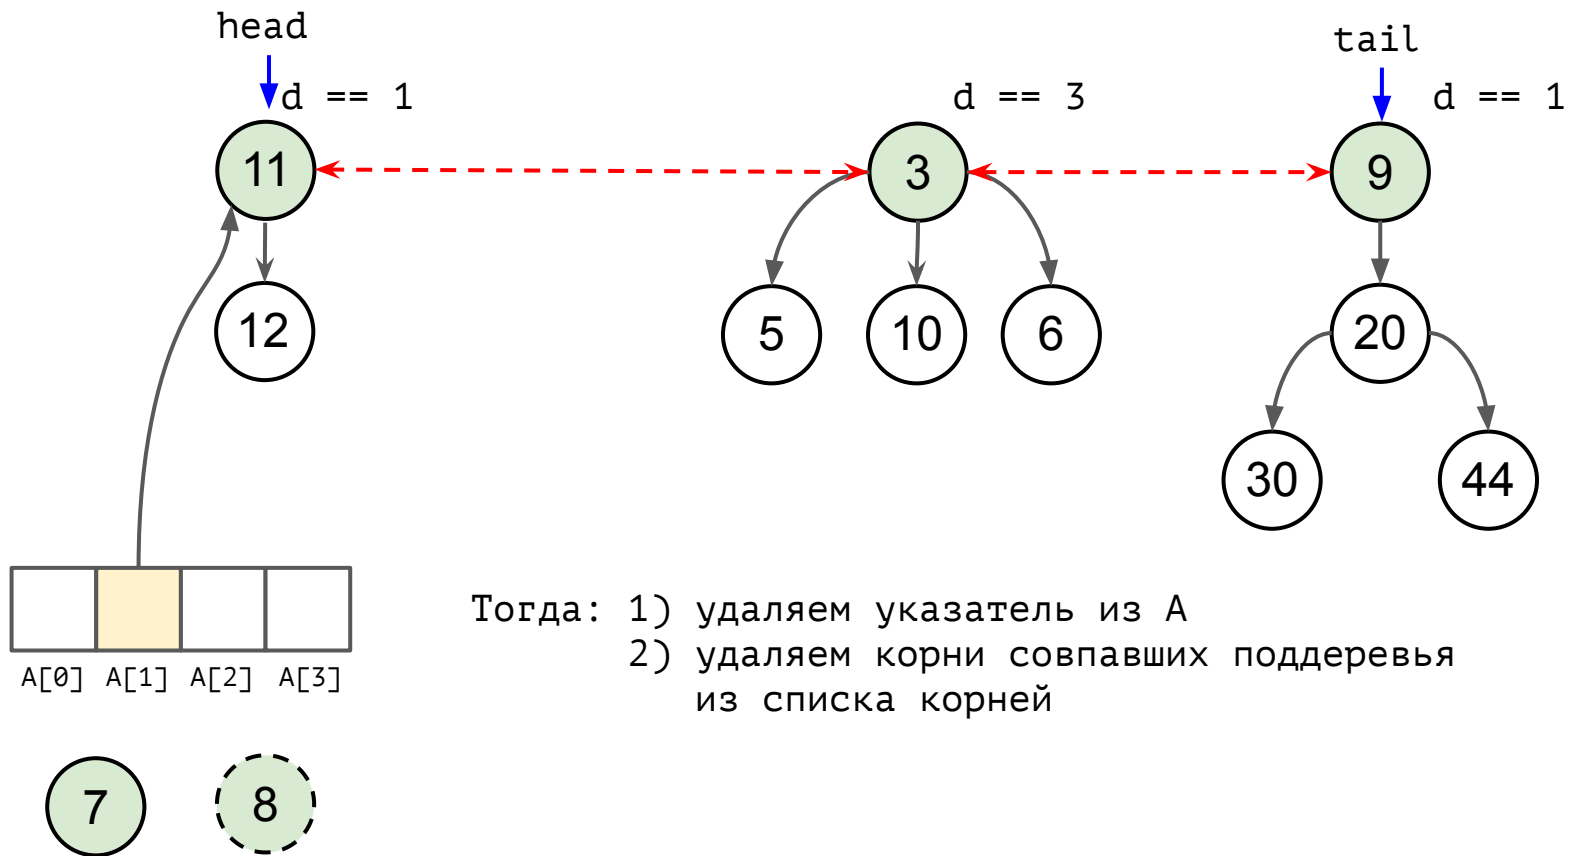 head
tail
d == 1
d == 3
d == 1
11
3
9
12
5
10
6
20
30
44
Тогда: 1) удаляем указатель из A
2) удаляем корни совпавших поддеревья
из списка корней
A[0] A[1] A[2] A[3]
7
8